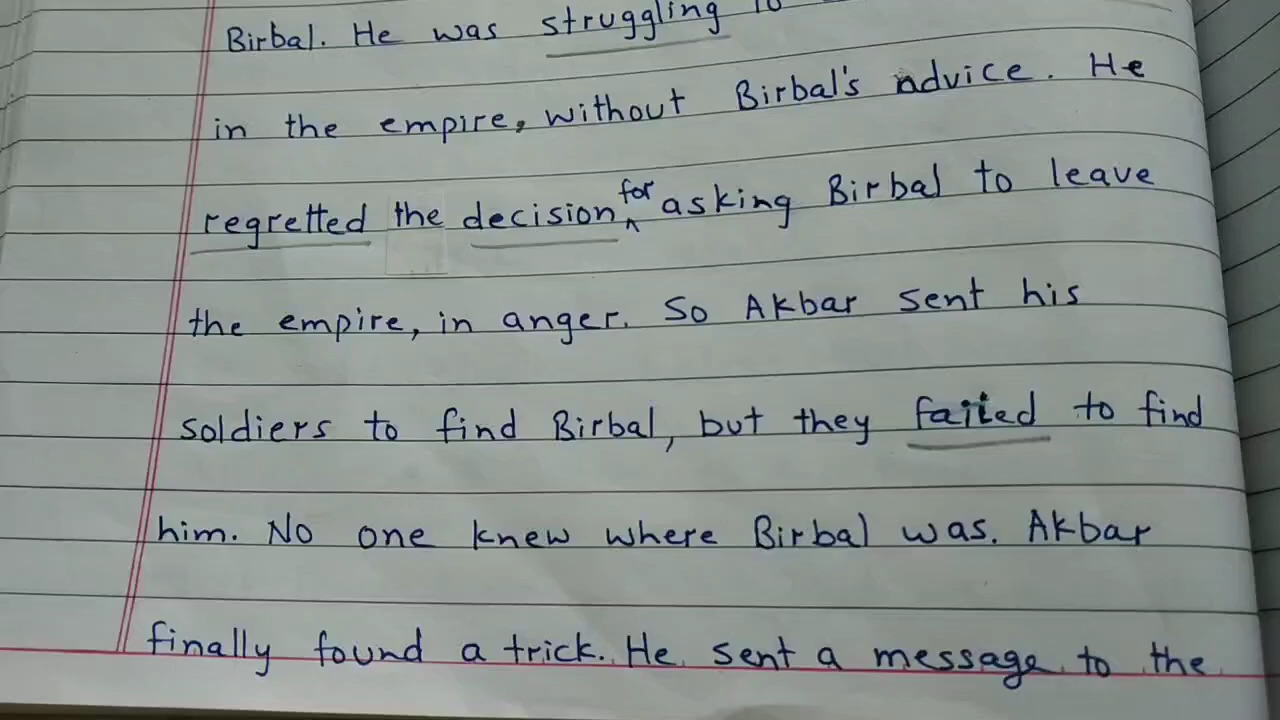 Birbal. He was struggling to
in the empire, without Birbal's advice. He
regretted the decision for asking Birbal to leave
the empire, in anger. So Akbar sent his
soldiers to find Birbal, but they failed to find
him. No one knew where Birbal was. Akbar
finally found a trick. He sent a message to the